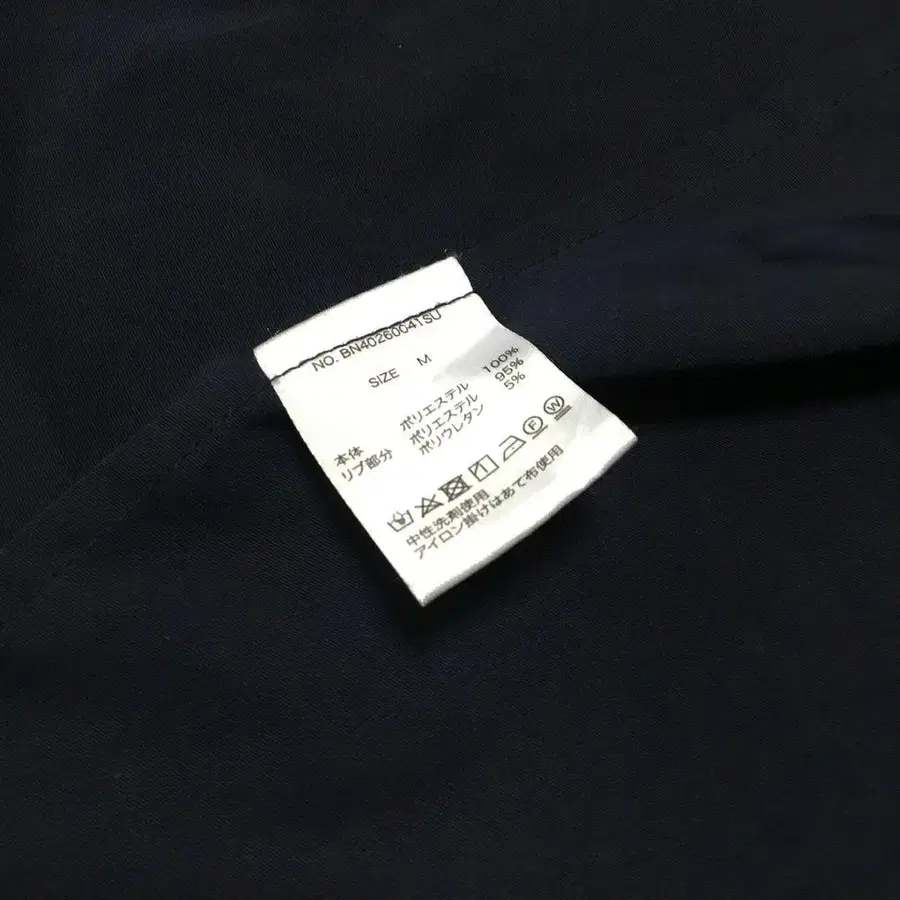 NO. BN40260041SU
SIZE M
本体 ポリエステル 100%
リブ部分 ポリエステル 95%
ポリウレタン 5%
F W
中性洗剤使用
アイロン掛けはあて布使用